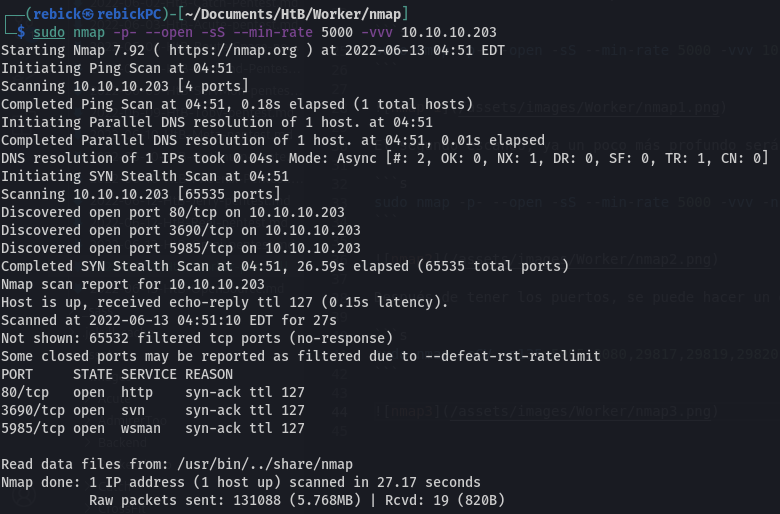 (rebick㉿rebickPC)-[~/Documents/HtB/Worker/nmap]
$ sudo nmap -p- --open -sS --min-rate 5000 -vvv 10.10.10.203
Starting Nmap 7.92 ( https://nmap.org ) at 2022-06-13 04:51 EDT
Initiating Ping Scan at 04:51
Scanning 10.10.10.203 [4 ports]
Completed Ping Scan at 04:51, 0.18s elapsed (1 total hosts)
Initiating Parallel DNS resolution of 1 host. at 04:51
Completed Parallel DNS resolution of 1 host. at 04:51, 0.01s elapsed
DNS resolution of 1 IPs took 0.04s. Mode: Async [#: 2, OK: 0, NX: 1, DR: 0, SF: 0, TR: 1, CN: 0]
Initiating SYN Stealth Scan at 04:51
Scanning 10.10.10.203 [65535 ports]
Discovered open port 80/tcp on 10.10.10.203
Discovered open port 3690/tcp on 10.10.10.203
Discovered open port 5985/tcp on 10.10.10.203
Completed SYN Stealth Scan at 04:51, 26.59s elapsed (65535 total ports)
Nmap scan report for 10.10.10.203
Host is up, received echo-reply ttl 127 (0.15s latency).
Scanned at 2022-06-13 04:51:10 EDT for 27s
Not shown: 65532 filtered tcp ports (no-response)
Some closed ports may be reported as filtered due to --defeat-rst-ratelimit
PORT     STATE SERVICE REASON
80/tcp   open  http    syn-ack ttl 127
3690/tcp open  svn     syn-ack ttl 127
5985/tcp open  wsman   syn-ack ttl 127
Read data files from: /usr/bin/../share/nmap
Nmap done: 1 IP address (1 host up) scanned in 27.17 seconds
Raw packets sent: 131088 (5.768MB) | Rcvd: 19 (820B)